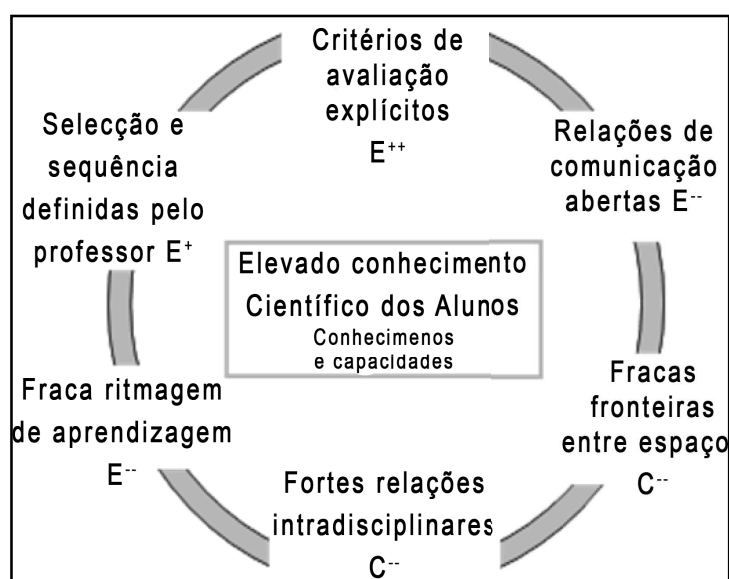 Critérios de
avaliação
explícitos
E++
Relações de
comunicação
abertas E--
Selecção e
sequência
definidas pelo
professor E+
Elevado conhecimento
Científico dos Alunos
Conhecimenos
e capacidades
Fracas
fronteiras
entre espaço
C--
Fraca ritmagem
de aprendizagem
E--
Fortes relações
intradisciplinares
C--